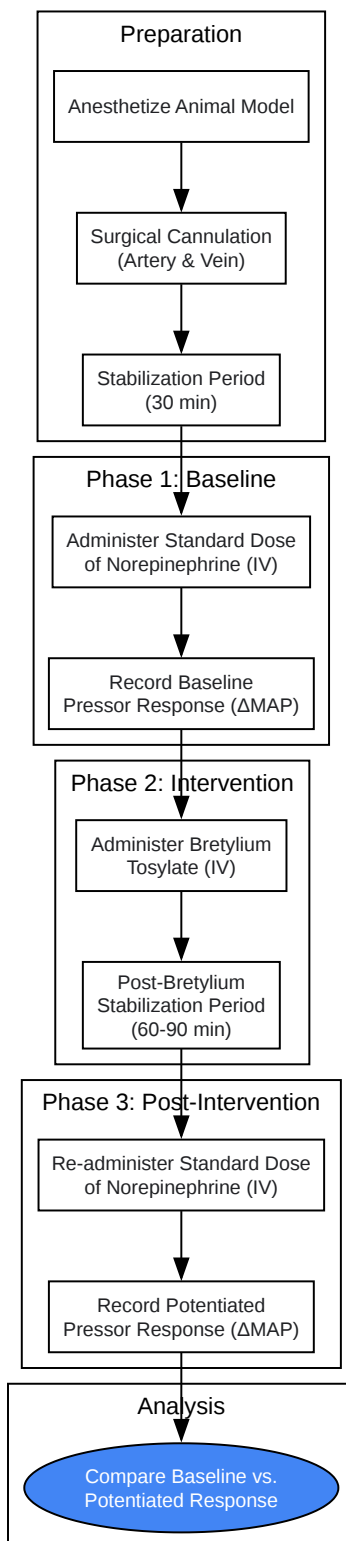 Preparation
Anesthetize Animal Model
Surgical Cannulation
(Artery & Vein)
Stabilization Period
(30 min)
Phase 1: Baseline
Administer Standard Dose
of Norepinephrine (IV)
Record Baseline
Pressor Response (ΔMAP)
Phase 2: Intervention
Administer Bretylium
Tosylate (IV)
Post-Bretylium
Stabilization Period
(60-90 min)
Phase 3: Post-Intervention
Re-administer Standard Dose
of Norepinephrine (IV)
Record Potentiated
Pressor Response (ΔMAP)
Analysis
Compare Baseline vs.
Potentiated Response